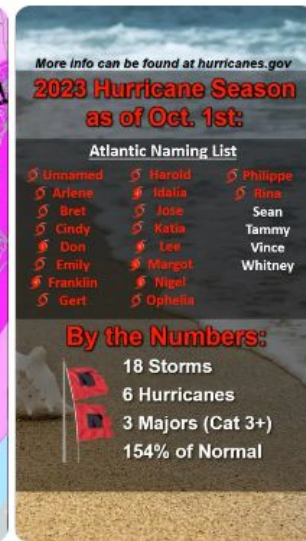 More info can be found at hurricanes.gov
2023 Hurricane Season
as of Oct. 1st:
Atlantic Naming List
Unnamed
Arlene
Bret
Cindy
Don
Emily
Franklin
Gert
Harold
Idalia
Jose
Katia
Lee
Margot
Nigel
Ophelia
Philippe
Rina
Sean
Tammy
Vince
Whitney
By the Numbers:
18 Storms
6 Hurricanes
3 Majors (Cat 3+)
154% of Normal